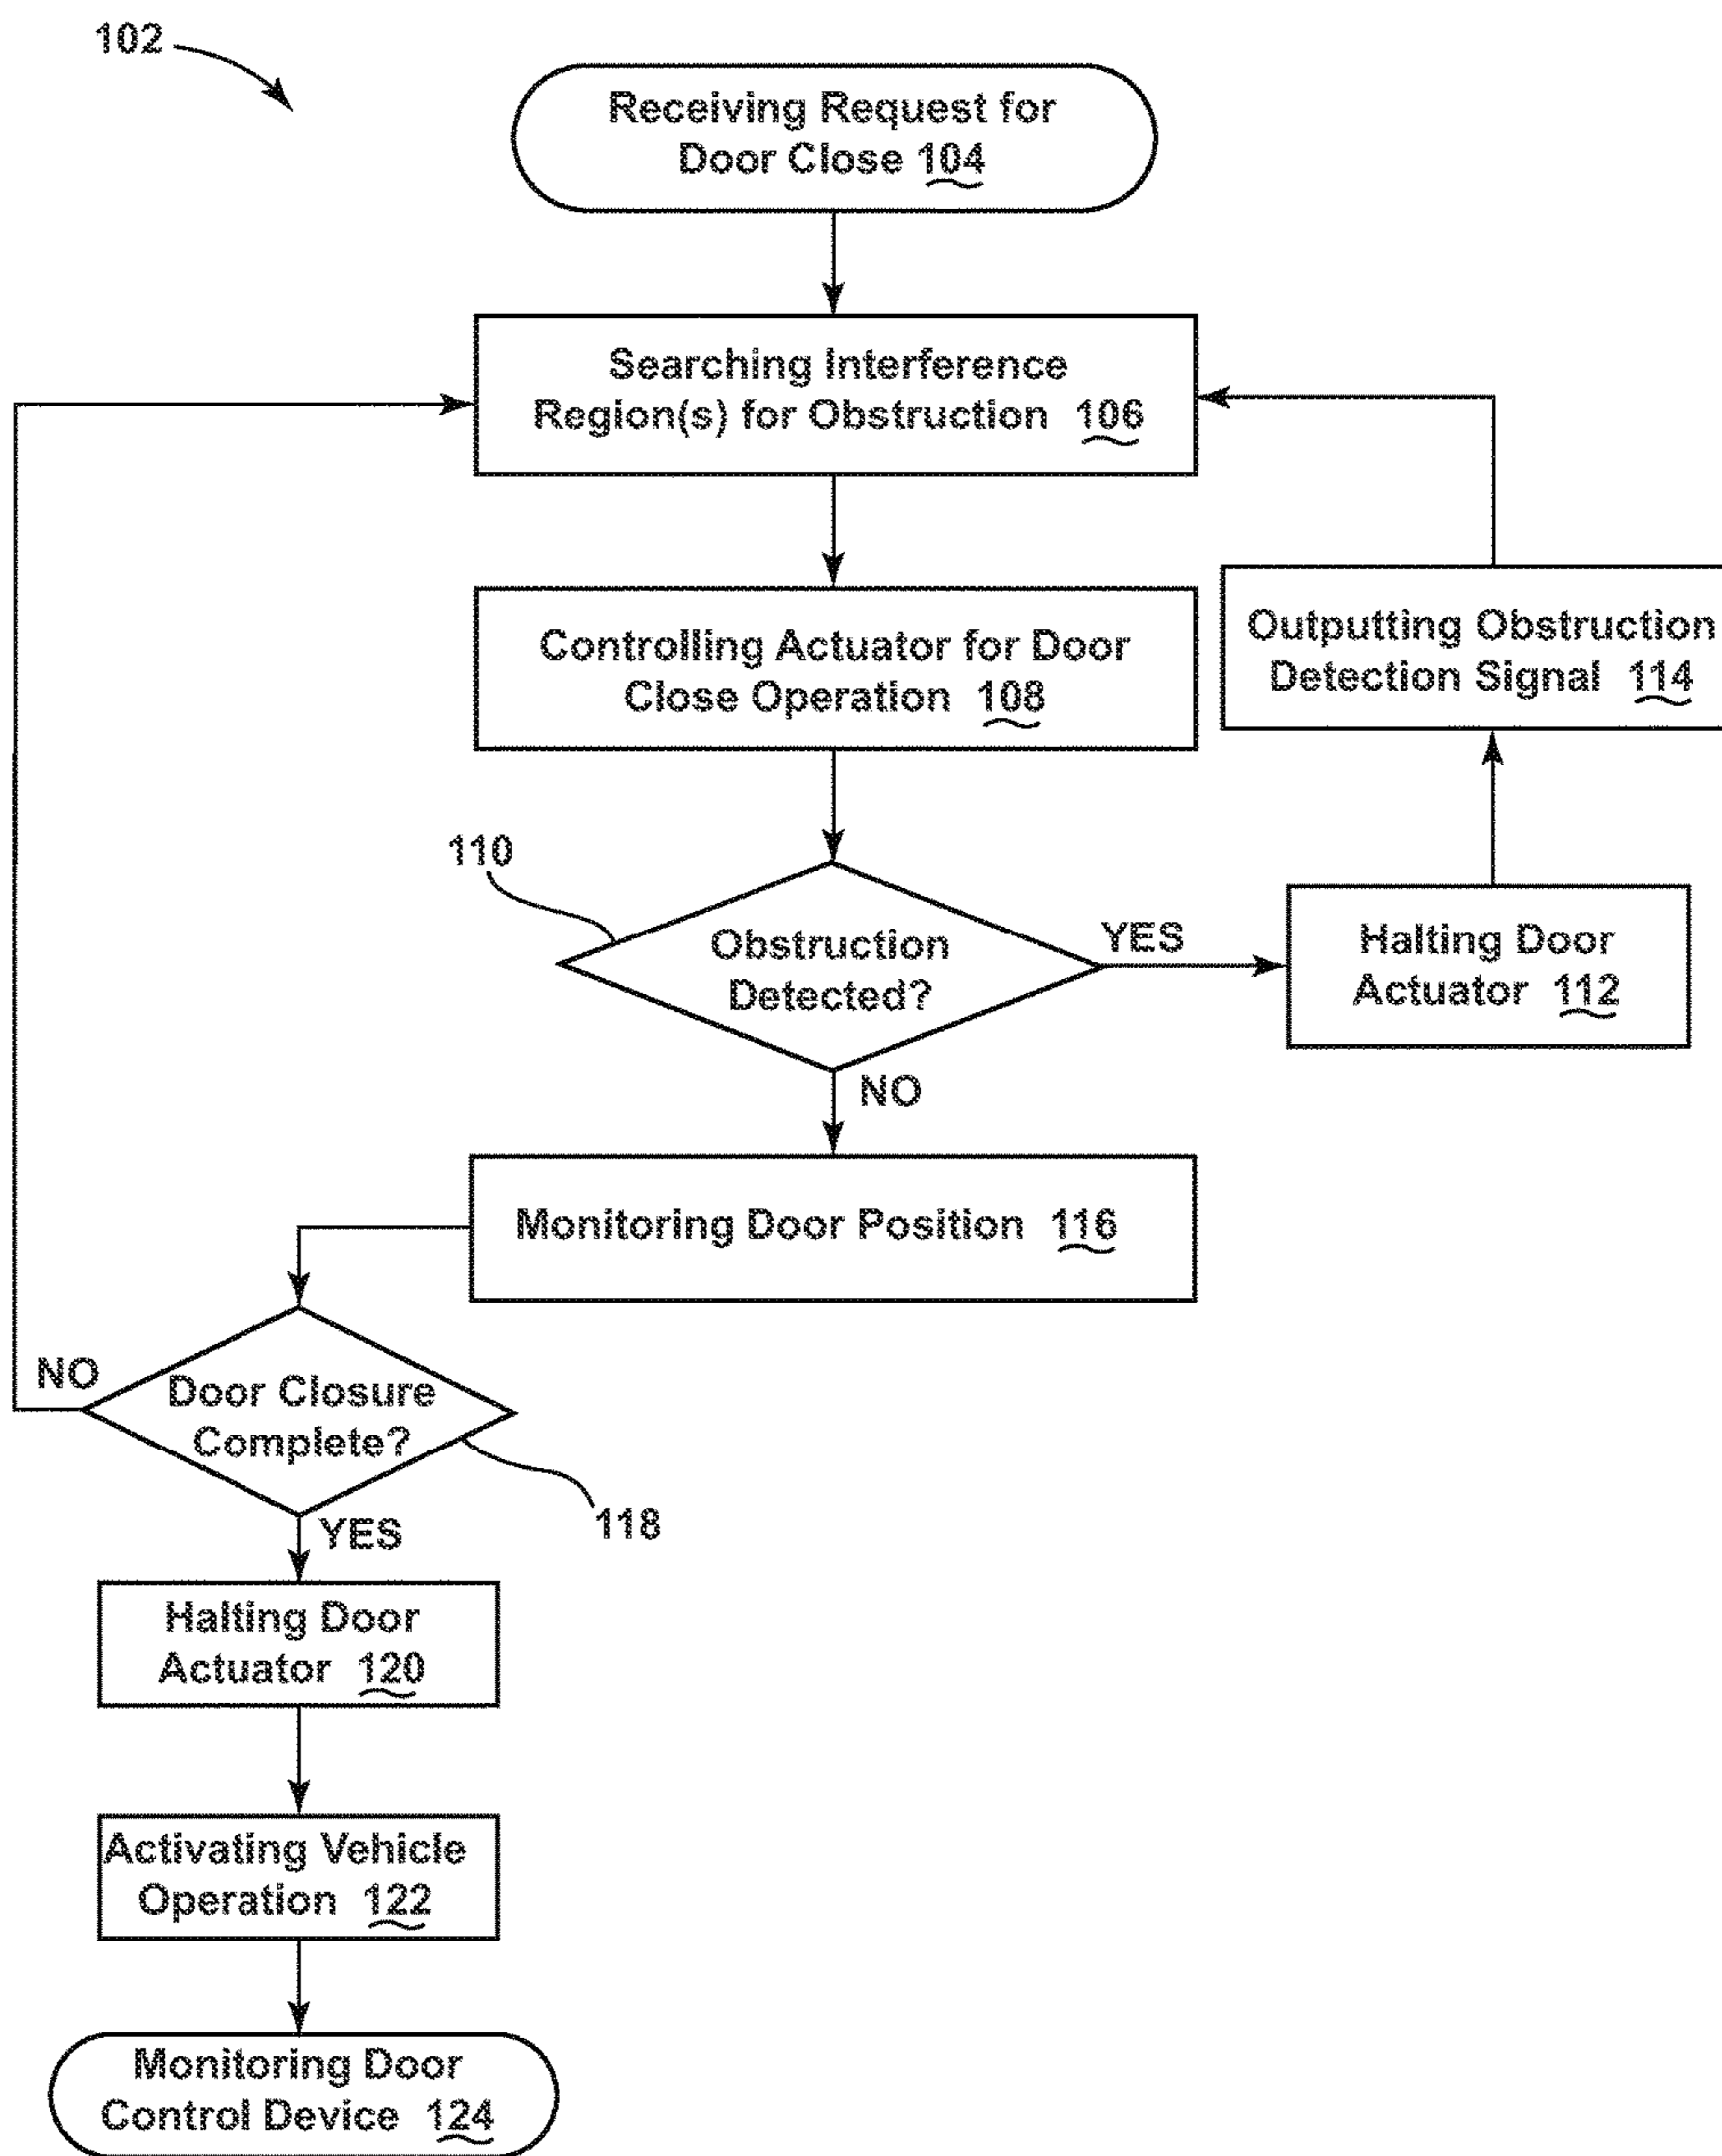 102
Receiving Request for
Door Close 104
Searching Interference
Region(s) for Obstruction 106
Controlling Actuator for Door
Close Operation 108
Outputting Obstruction
Detection Signal 114
110
Obstruction
Detected?
YES
Halting Door
Actuator 112
NO
Monitoring Door Position 116
NO
Door Closure
Complete?
118
YES
Halting Door
Actuator 120
Activating Vehicle
Operation 122
Monitoring Door
Control Device 124